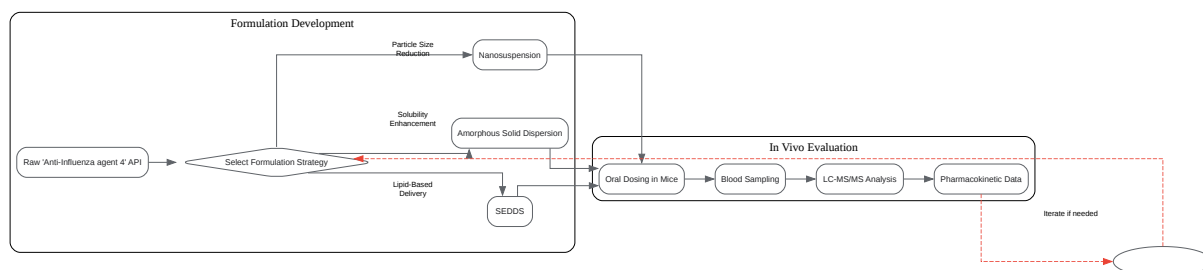 Formulation Development
Particle Size
Reduction
Nanosuspension
Solubility
Enhancement
Amorphous Solid Dispersion
Raw 'Anti-Influenza agent 4' API
Select Formulation Strategy
Lipid-Based
Delivery
SEDDS
In Vivo Evaluation
Oral Dosing in Mice
Blood Sampling
LC-MS/MS Analysis
Pharmacokinetic Data
Iterate if needed